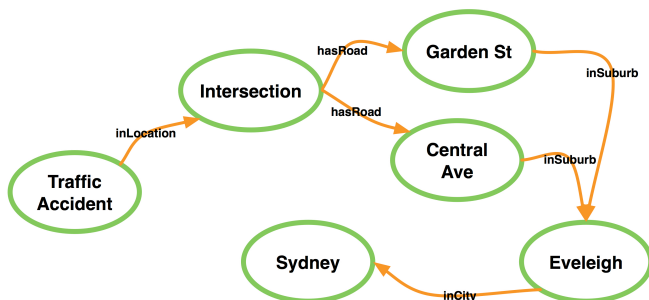 hasRoad
Garden St
inSuburb
Intersection
hasRoad
inLocation
Central
Ave
inSuburb
Traffic
Accident
Sydney
Eveleigh
inCity